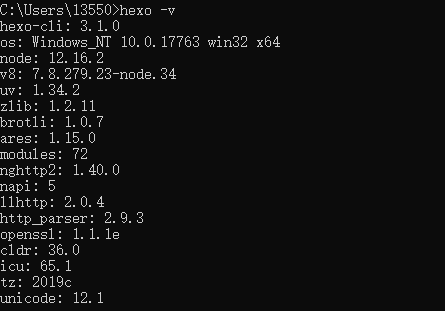 C:\Users\13550>hexo -v
hexo-cli: 3.1.0
os: Windows_NT 10.0.17763 win32 x64
node: 12.16.2
v8: 7.8.279.23-node.34
uv: 1.34.2
zlib: 1.2.11
brotli: 1.0.7
ares: 1.15.0
modules: 72
nghttp2: 1.40.0
napi: 5
llhttp: 2.0.4
http_parser: 2.9.3
openssl: 1.1.1e
cldr: 36.0
icu: 65.1
tz: 2019c
unicode: 12.1